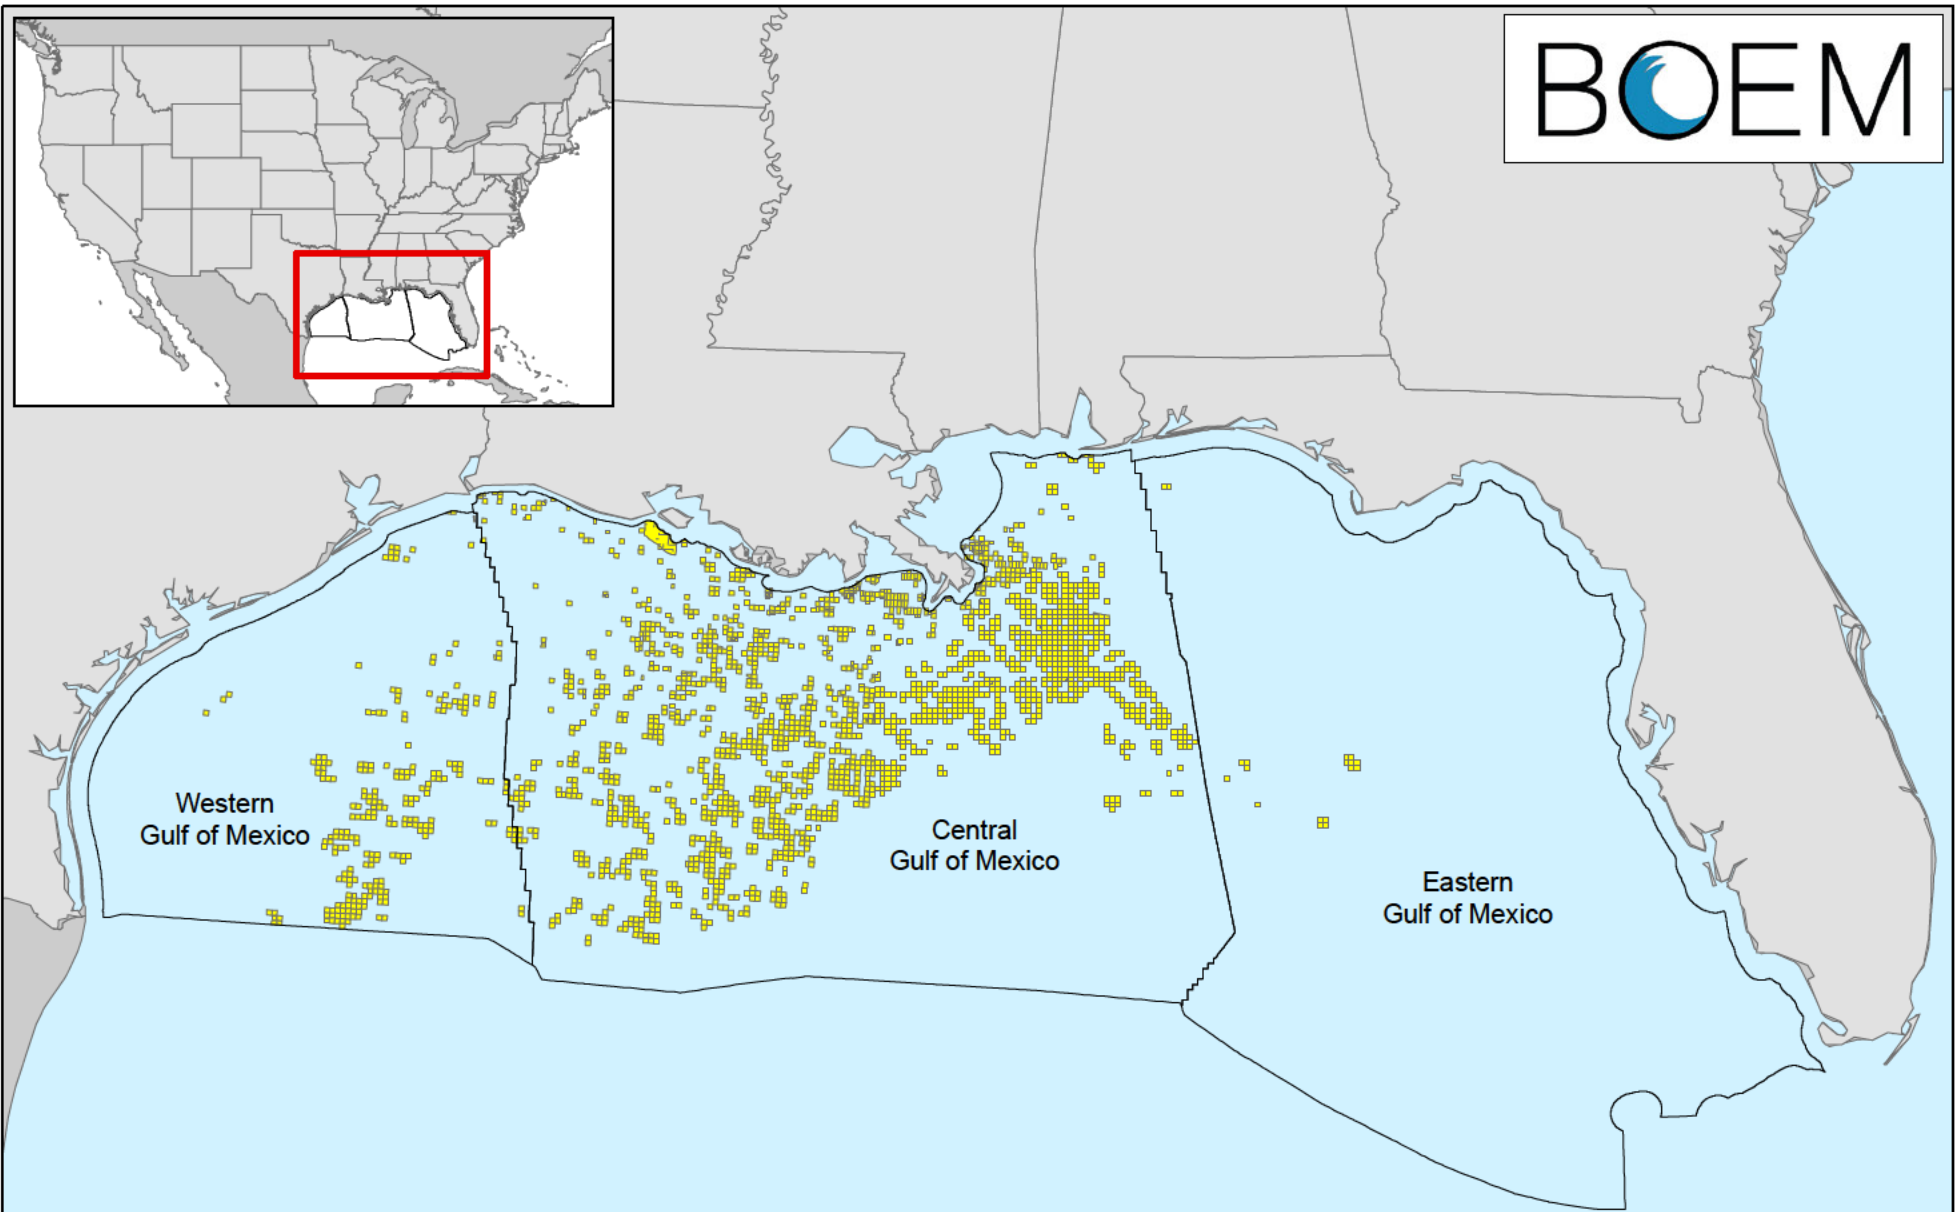 BOEM
Western
Gulf of Mexico
Central
Gulf of Mexico
Eastern
Gulf of Mexico